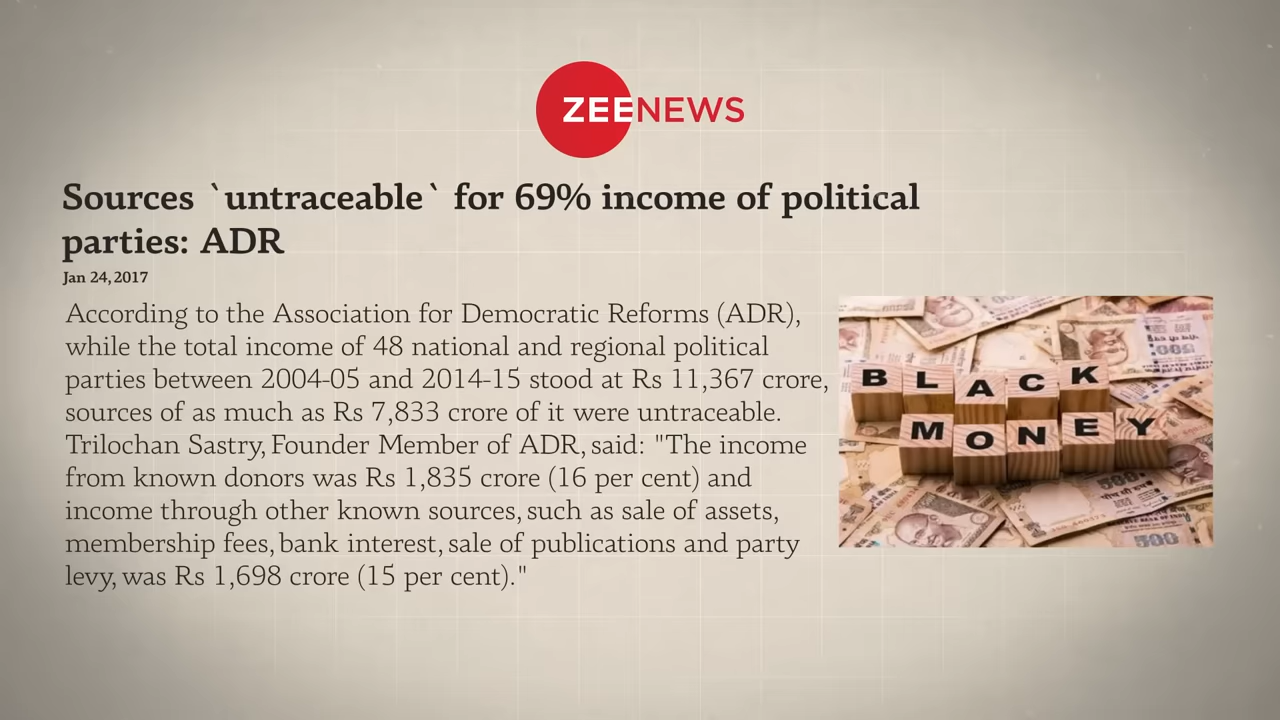 ZEENEWS
Sources `untraceable` for 69% income of political
parties: ADR
Jan 24, 2017
According to the Association for Democratic Reforms (ADR),
while the total income of 48 national and regional political
parties between 2004-05 and 2014-15 stood at Rs 11,367 crore,
sources of as much as Rs 7,833 crore of it were untraceable.
Trilochan Sastry, Founder Member of ADR, said: "The income
from known donors was Rs 1,835 crore (16 per cent) and
income through other known sources, such as sale of assets,
membership fees, bank interest, sale of publications and party
levy, was Rs 1,698 crore (15 per cent)."
BLACK
MONEY
500
500